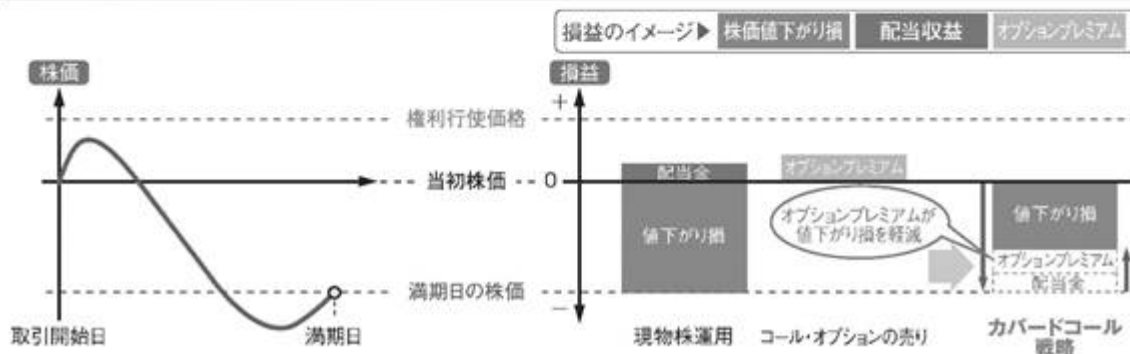 損益のイメージ▶ 株価値下がり損 配当収益 オプションプレミアム
株価
損益
+
権利行使価格
当初株価
0
満期日の株価
−
取引開始日
満期日
配当金
値下がり損
現物株運用
オプションプレミアム
オプションプレミアムが
値下がり損を軽減
コール・オプションの売り
値下がり損
オプションプレミアム
配当金
カバードコール
戦略